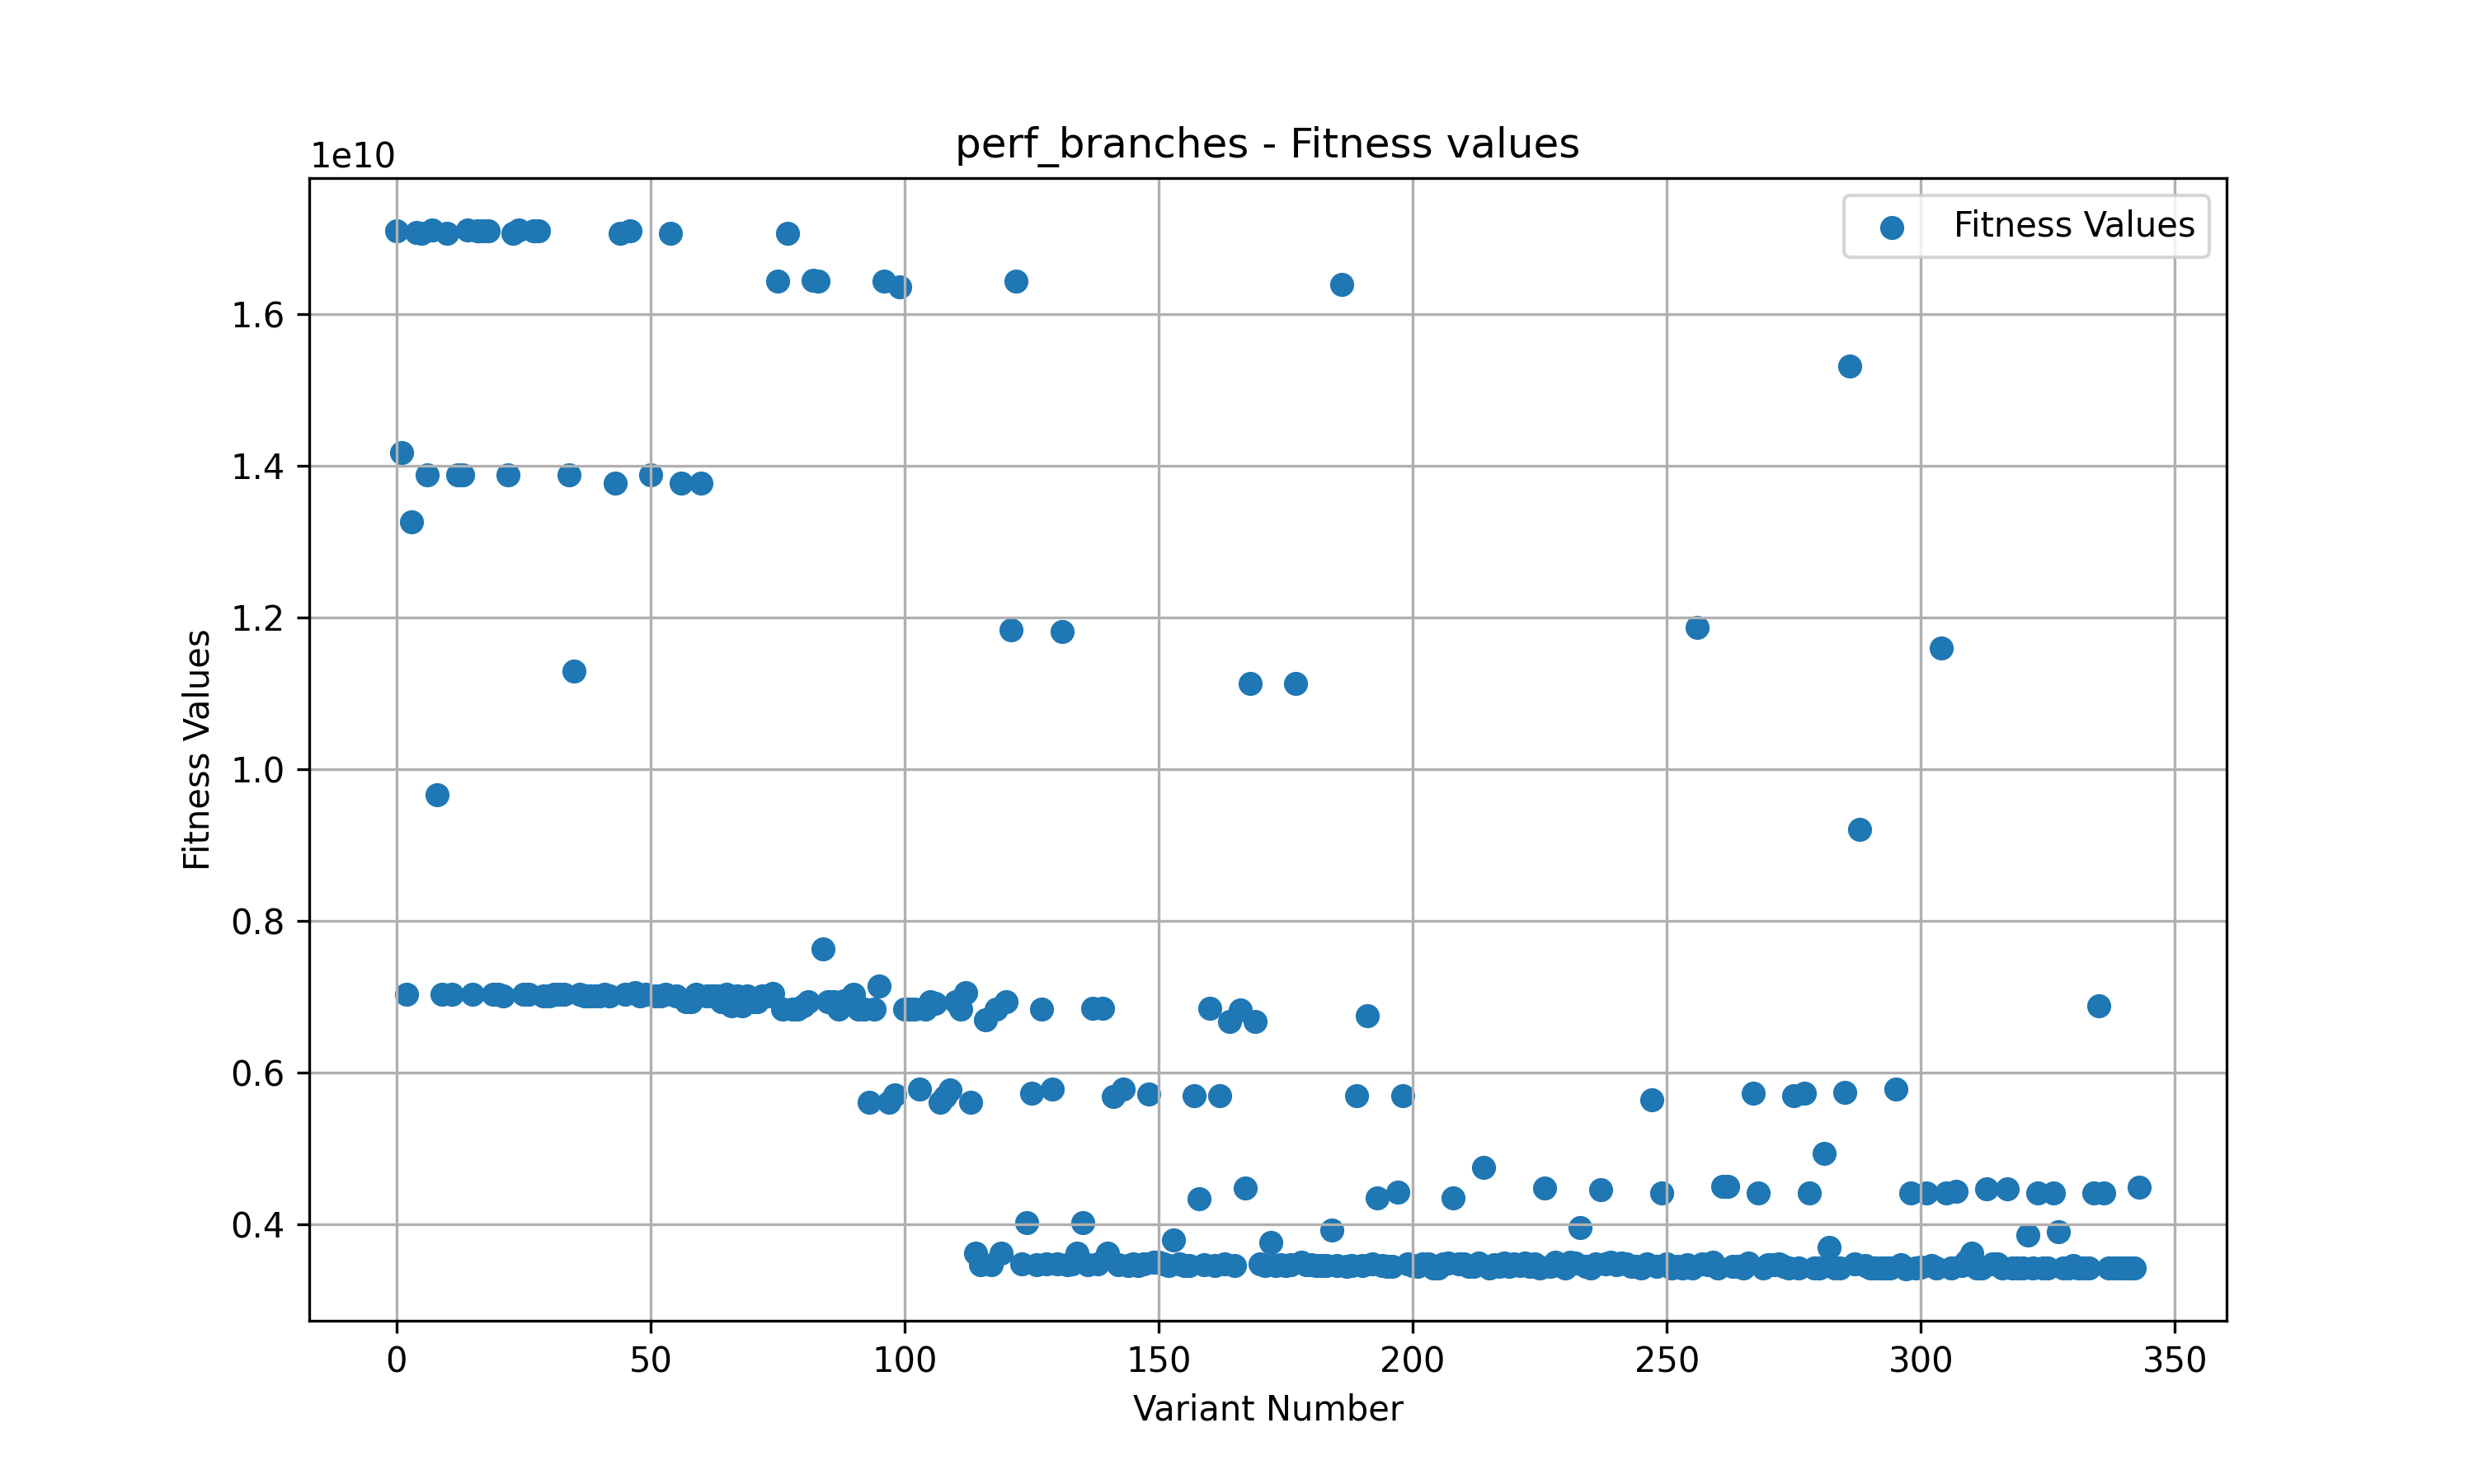 perf_branches - Fitness values
1e10
Fitness Values
1.6
1.4
1.2
1.0
0.8
0.6
0.4
Fitness Values
0 50 100 150 200 250 300 350
Variant Number